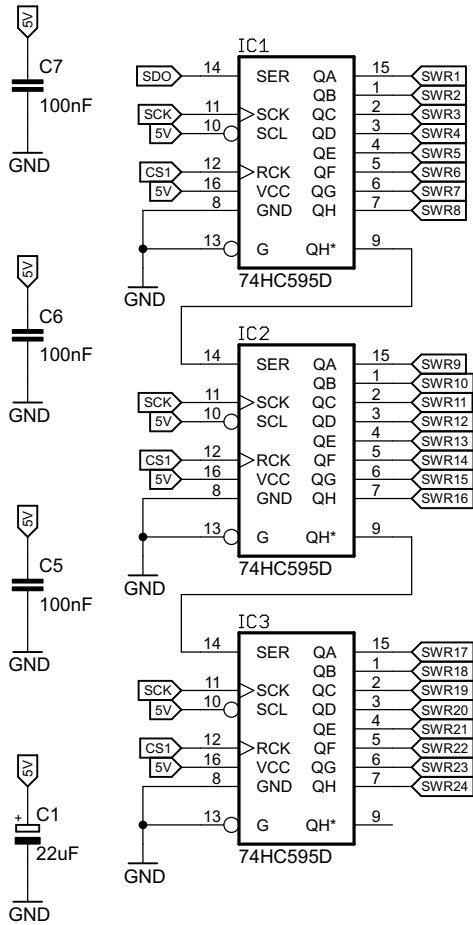 5V
C7
100nF
GND
5V
C6
100nF
GND
5V
C5
100nF
GND
5V
+
C1
22uF
GND
IC1
SDO 14 SER QA 15 SWR1
QB 1 SWR2
SCK 11 SCK QC 2 SWR3
5V 10 SCL QD 3 SWR4
QE 4 SWR5
CS1 12 RCK QF 5 SWR6
5V 16 VCC QG 6 SWR7
8 GND QH 7 SWR8
13 G QH* 9
GND
74HC595D
IC2
14 SER QA 15 SWR9
QB 1 SWR10
SCK 11 SCK QC 2 SWR11
5V 10 SCL QD 3 SWR12
QE 4 SWR13
CS1 12 RCK QF 5 SWR14
5V 16 VCC QG 6 SWR15
8 GND QH 7 SWR16
13 G QH* 9
GND
74HC595D
IC3
14 SER QA 15 SWR17
QB 1 SWR18
SCK 11 SCK QC 2 SWR19
5V 10 SCL QD 3 SWR20
QE 4 SWR21
CS1 12 RCK QF 5 SWR22
5V 16 VCC QG 6 SWR23
8 GND QH 7 SWR24
13 G QH* 9
GND
74HC595D